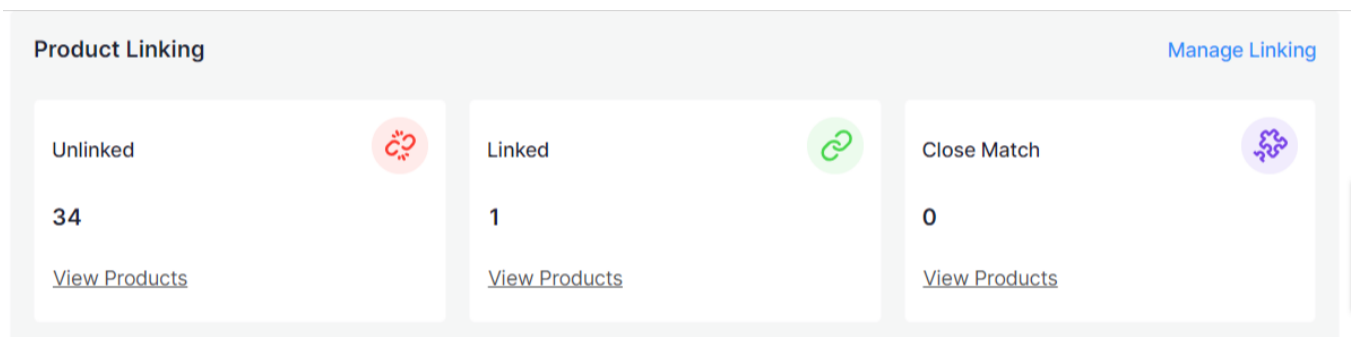 Product Linking
Manage Linking
Unlinked
34
View Products
Linked
1
View Products
Close Match
0
View Products